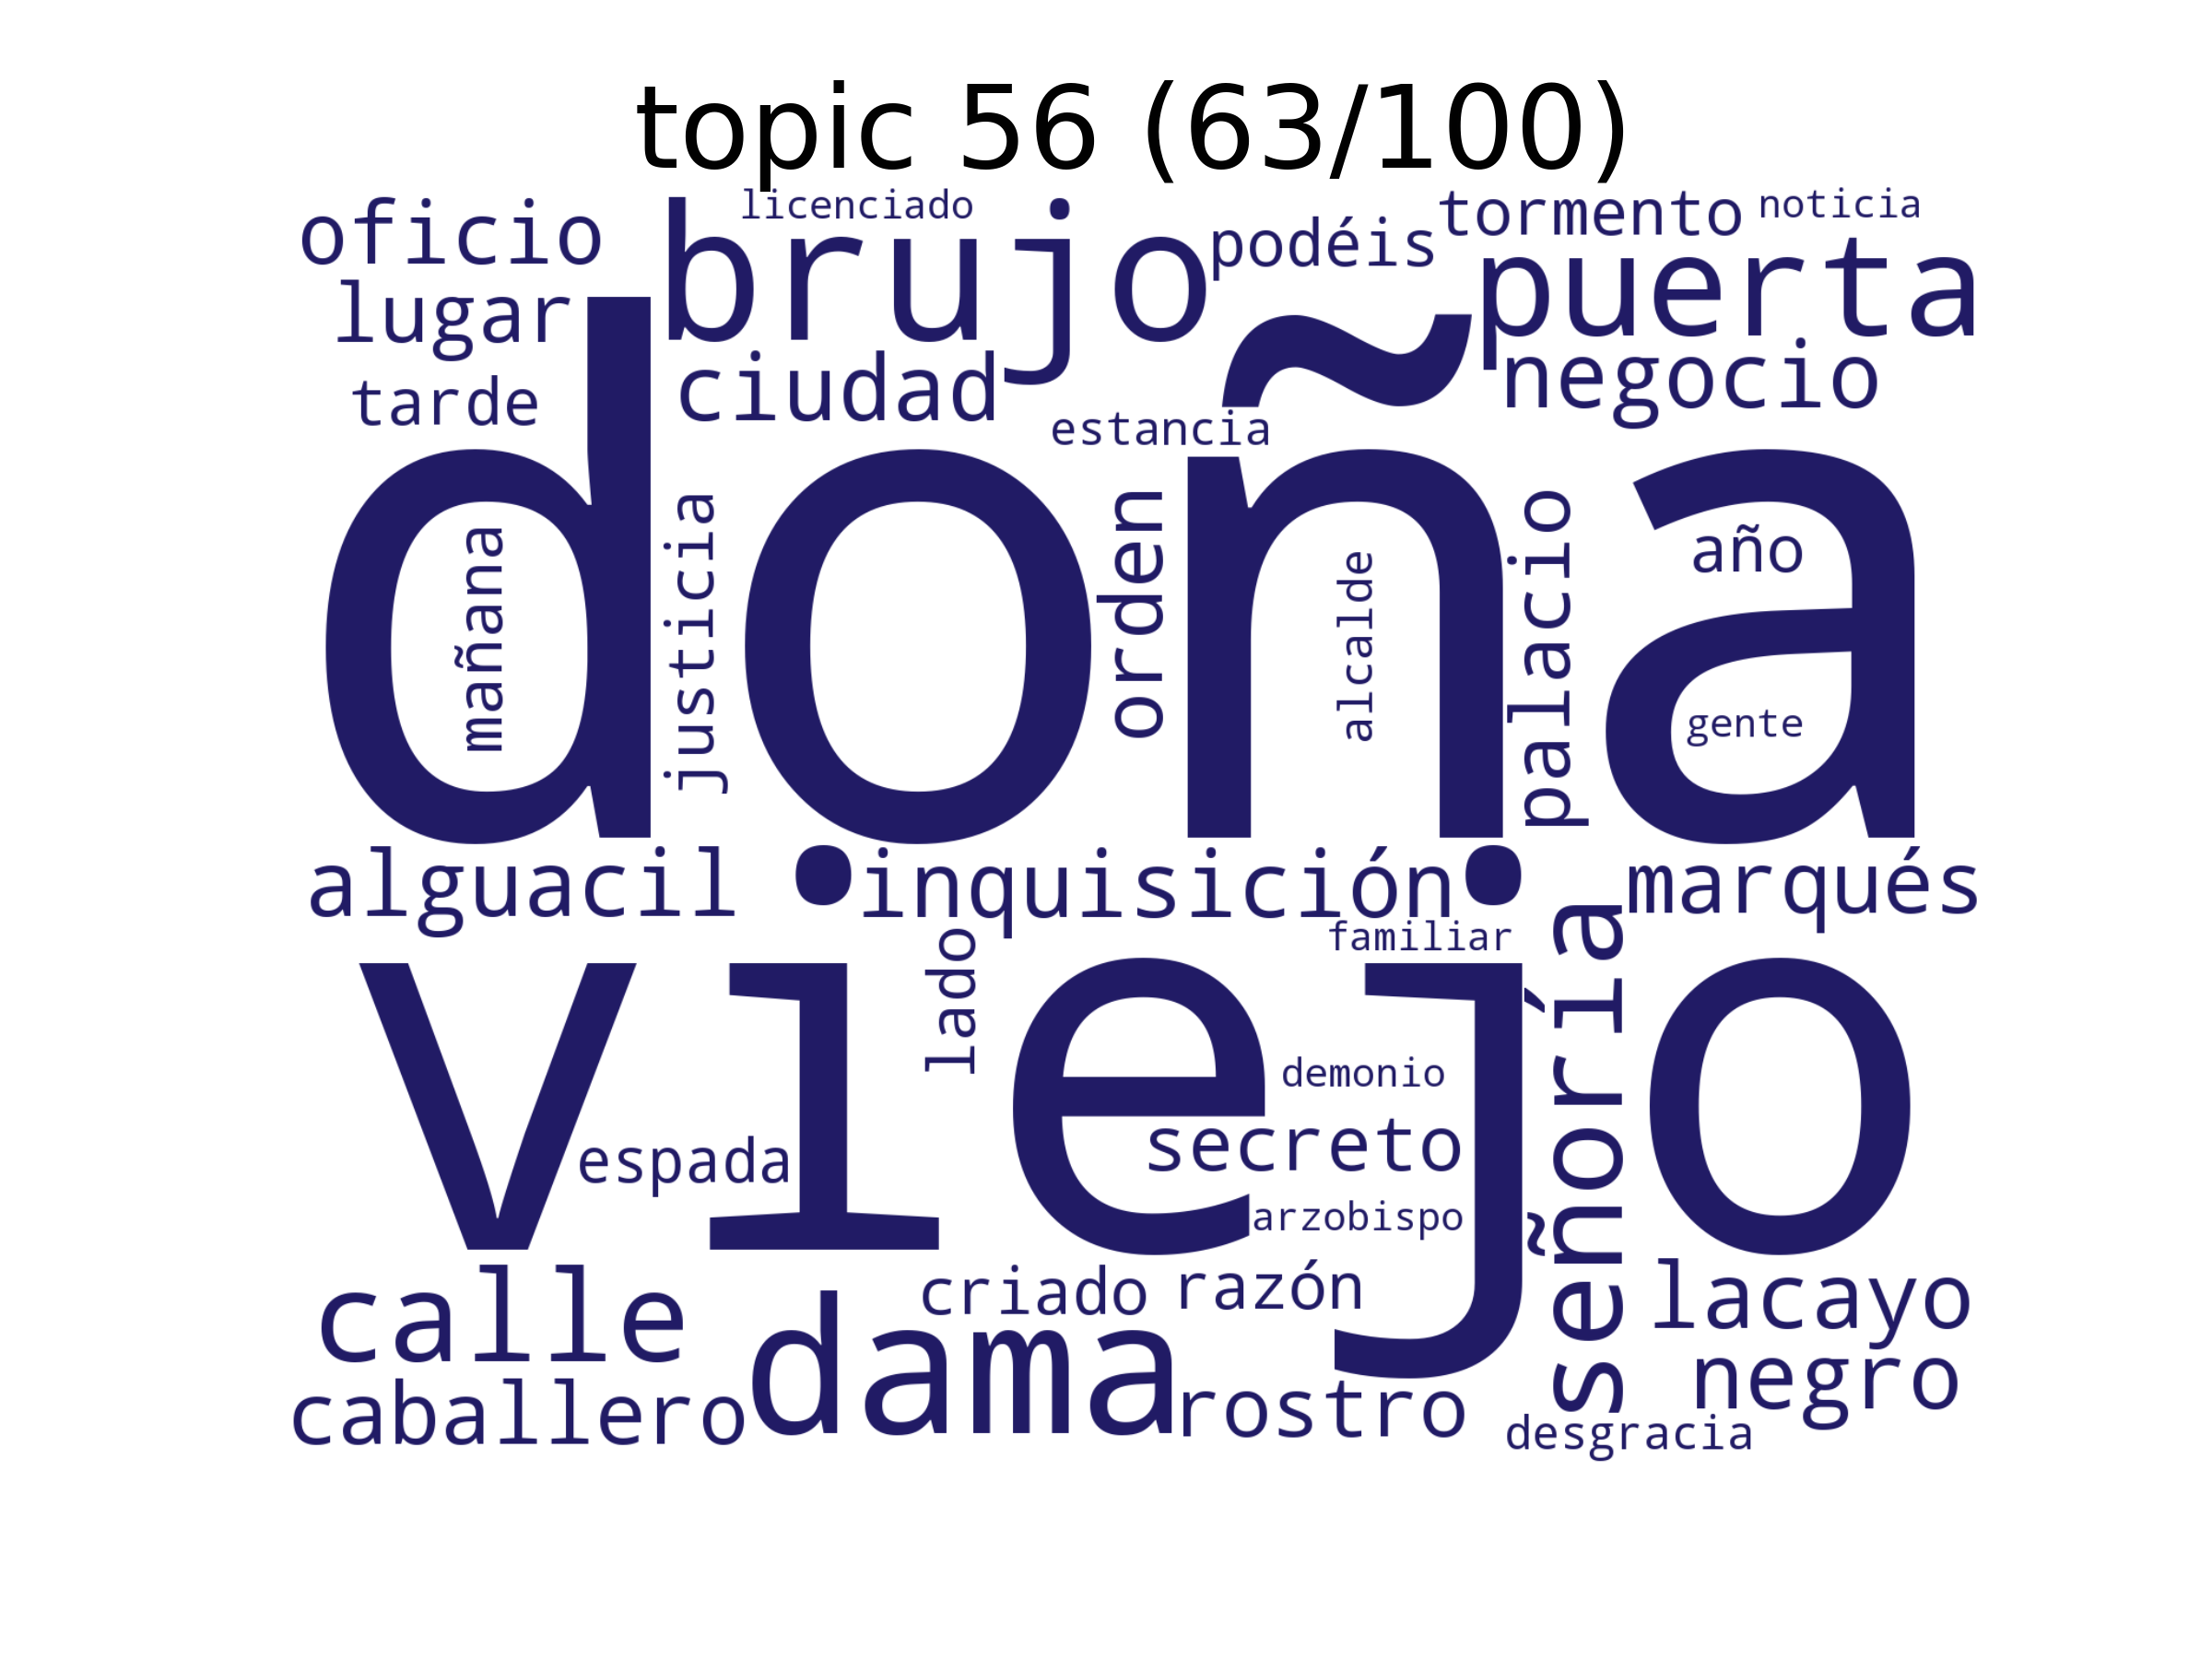 topic 56 (63/100)
licenciado
oficio
brujo
podéis
tormento
noticia
puerta
lugar
tarde
ciudad
negocio
estancia
doña
mañana
justicia
orden
alcalde
palacio
año
gente
alguacil
inquisición
marqués
familiar
viejo
lado
señoría
demonio
secreto
espada
arzobispo
calle
criado
razón
lacayo
dama
negro
caballero
rostro
desgracia